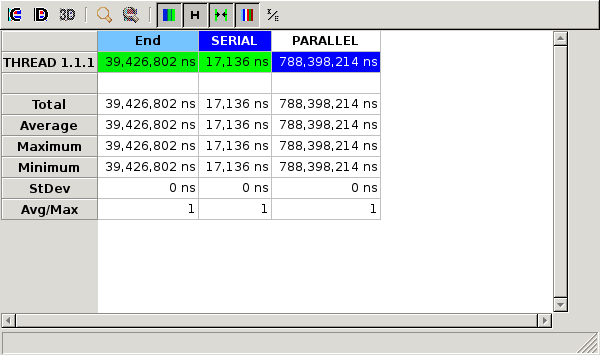 3D H X/E
End SERIAL PARALLEL
THREAD 1.1.1 39,426,802 ns 17,136 ns 788,398,214 ns
Total 39,426,802 ns 17,136 ns 788,398,214 ns
Average 39,426,802 ns 17,136 ns 788,398,214 ns
Maximum 39,426,802 ns 17,136 ns 788,398,214 ns
Minimum 39,426,802 ns 17,136 ns 788,398,214 ns
StDev 0 ns 0 ns 0 ns
Avg/Max 1 1 1